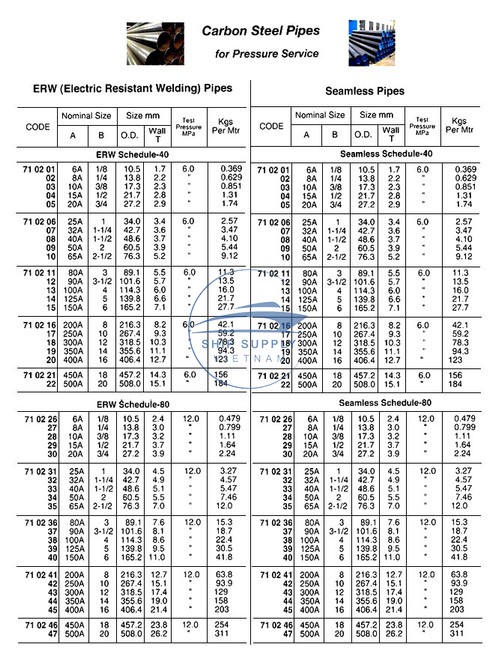 Carbon Steel Pipes
for Pressure Service
ERW (Electric Resistant Welding) Pipes
CODE Nominal Size Size mm Test Pressure MPa Kgs Per Mtr
A B O.D. Wall T
ERW Schedule-40
71 02 01 6A 1/8 10.5 1.7 6.0 0.369
02 8A 1/4 13.8 2.2 " 0.629
03 10A 3/8 17.3 2.3 " 0.851
04 15A 1/2 21.7 2.8 " 1.31
05 20A 3/4 27.2 2.9 " 1.74
71 02 06 25A 1 34.0 3.4 6.0 2.57
07 32A 1-1/4 42.7 3.6 " 3.47
08 40A 1-1/2 48.6 3.7 " 4.10
09 50A 2 60.5 3.9 " 5.44
10 65A 2-1/2 76.3 5.2 " 9.12
71 02 11 80A 3 89.1 5.5 6.0 11.3
12 90A 3-1/2 101.6 5.7 " 13.5
13 100A 4 114.3 6.0 " 16.0
14 125A 5 139.8 6.6 " 21.7
15 150A 6 165.2 7.1 " 27.7
71 02 16 200A 8 216.3 8.2 6.0 42.1
17 250A 10 267.4 9.3 " 59.2
18 300A 12 318.5 10.3 " 78.3
19 350A 14 355.6 11.1 " 94.3
20 400A 16 406.4 12.7 " 123
71 02 21 450A 18 457.2 14.3 6.0 156
22 500A 20 508.0 15.1 " 184
ERW Schedule-80
71 02 26 6A 1/8 10.5 2.4 12.0 0.479
27 8A 1/4 13.8 3.0 " 0.799
28 10A 3/8 17.3 3.2 " 1.11
29 15A 1/2 21.7 3.7 " 1.64
30 20A 3/4 27.2 3.9 " 2.24
71 02 31 25A 1 34.0 4.5 12.0 3.27
32 32A 1-1/4 42.7 4.9 " 4.57
33 40A 1-1/2 48.6 5.1 " 5.47
34 50A 2 60.5 5.5 " 7.46
35 65A 2-1/2 76.3 7.0 " 12.0
71 02 36 80A 3 89.1 7.6 12.0 15.3
37 90A 3-1/2 101.6 8.1 " 18.7
38 100A 4 114.3 8.6 " 22.4
39 125A 5 139.8 9.5 " 30.5
40 150A 6 165.2 11.0 " 41.8
71 02 41 200A 8 216.3 12.7 12.0 63.8
42 250A 10 267.4 15.1 " 93.9
43 300A 12 318.5 17.4 " 129
44 350A 14 355.6 19.0 " 158
45 400A 16 406.4 21.4 " 203
71 02 46 450A 18 457.2 23.8 12.0 254
47 500A 20 508.0 26.2 " 311
Seamless Pipes
CODE Nominal Size Size mm Test Pressure MPa Kgs Per Mtr
A B O.D. Wall T
Seamless Schedule-40
71 02 01 6A 1/8 10.5 1.7 6.0 0.369
02 8A 1/4 13.8 2.2 " 0.629
03 10A 3/8 17.3 2.3 " 0.851
04 15A 1/2 21.7 2.8 " 1.31
05 20A 3/4 27.2 2.9 " 1.74
71 02 06 25A 1 34.0 3.4 6.0 2.57
07 32A 1-1/4 42.7 3.6 " 3.47
08 40A 1-1/2 48.6 3.7 " 4.10
09 50A 2 60.5 3.9 " 5.44
10 65A 2-1/2 76.3 5.2 " 9.12
71 02 11 80A 3 89.1 5.5 6.0 11.3
12 90A 3-1/2 101.6 5.7 " 13.5
13 100A 4 114.3 6.0 " 16.0
14 125A 5 139.8 6.6 " 21.7
15 150A 6 165.2 7.1 " 27.7
71 02 16 200A 8 216.3 8.2 6.0 42.1
17 250A 10 267.4 9.3 " 59.2
18 300A 12 318.5 10.3 " 78.3
19 350A 14 355.6 11.1 " 94.3
20 400A 16 406.4 12.7 " 123
71 02 21 450A 18 457.2 14.3 6.0 156
22 500A 20 508.0 15.1 " 184
Seamless Schedule-80
71 02 26 6A 1/8 10.5 2.4 12.0 0.479
27 8A 1/4 13.8 3.0 " 0.799
28 10A 3/8 17.3 3.2 " 1.11
29 15A 1/2 21.7 3.7 " 1.64
30 20A 3/4 27.2 3.9 " 2.24
71 02 31 25A 1 34.0 4.5 12.0 3.27
32 32A 1-1/4 42.7 4.9 " 4.57
33 40A 1-1/2 48.6 5.1 " 5.47
34 50A 2 60.5 5.5 " 7.46
35 65A 2-1/2 76.3 7.0 " 12.0
71 02 36 80A 3 89.1 7.6 12.0 15.3
37 90A 3-1/2 101.6 8.1 " 18.7
38 100A 4 114.3 8.6 " 22.4
39 125A 5 139.8 9.5 " 30.5
40 150A 6 165.2 11.0 " 41.8
71 02 41 200A 8 216.3 12.7 12.0 63.8
42 250A 10 267.4 15.1 " 93.9
43 300A 12 318.5 17.4 " 129
44 350A 14 355.6 19.0 " 158
45 400A 16 406.4 21.4 " 203
71 02 46 450A 18 457.2 23.8 12.0 254
47 500A 20 508.0 26.2 " 311
SHIP SUPPLY
VIETNAM